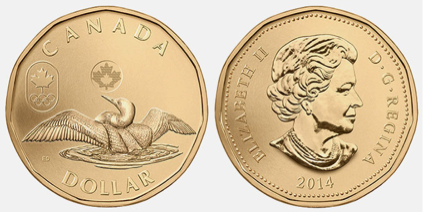 CANADA
DOLLAR
ELIZABETH II
D·G·REGINA
2014